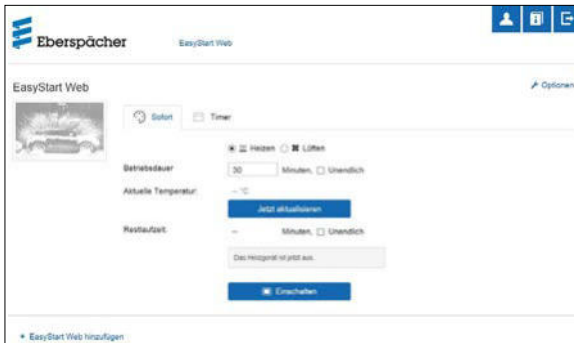 Eberspächer
EasyStart Web
EasyStart Web
Optionen
Sofort
Timer
Heizen Lüften
Betriebsdauer 30 Minuten, Unendlich
Aktuelle Temperatur: -- °C
Jetzt aktualisieren
Restlaufzeit: -- Minuten, Unendlich
Das Heizgerät ist jetzt aus.
Einschalten
+ EasyStart Web hinzufügen